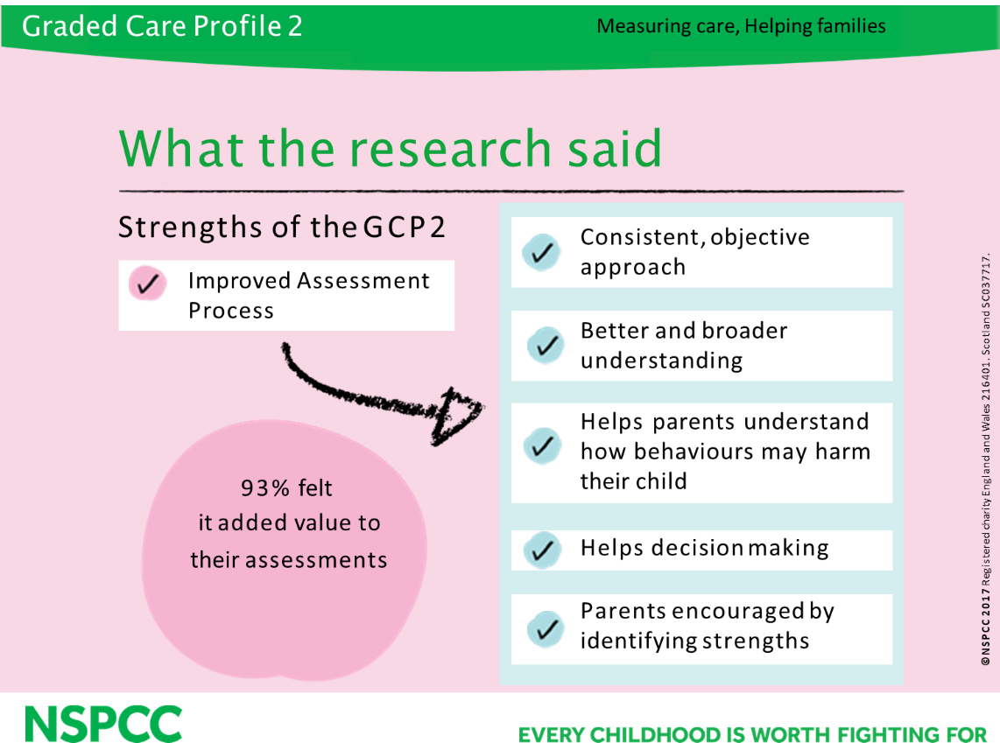 Graded Care Profile 2
Measuring care, Helping families
What the research said
Strengths of the GCP2
Improved Assessment
Process
93% felt
it added value to
their assessments
Consistent, objective
approach
Better and broader
understanding
Helps parents understand
how behaviours may harm
their child
Helps decision making
Parents encouraged by
identifying strengths
©NSPCC 2017 Registered charity England and Wales 216401. Scotland SC037717.
NSPCC
EVERY CHILDHOOD IS WORTH FIGHTING FOR